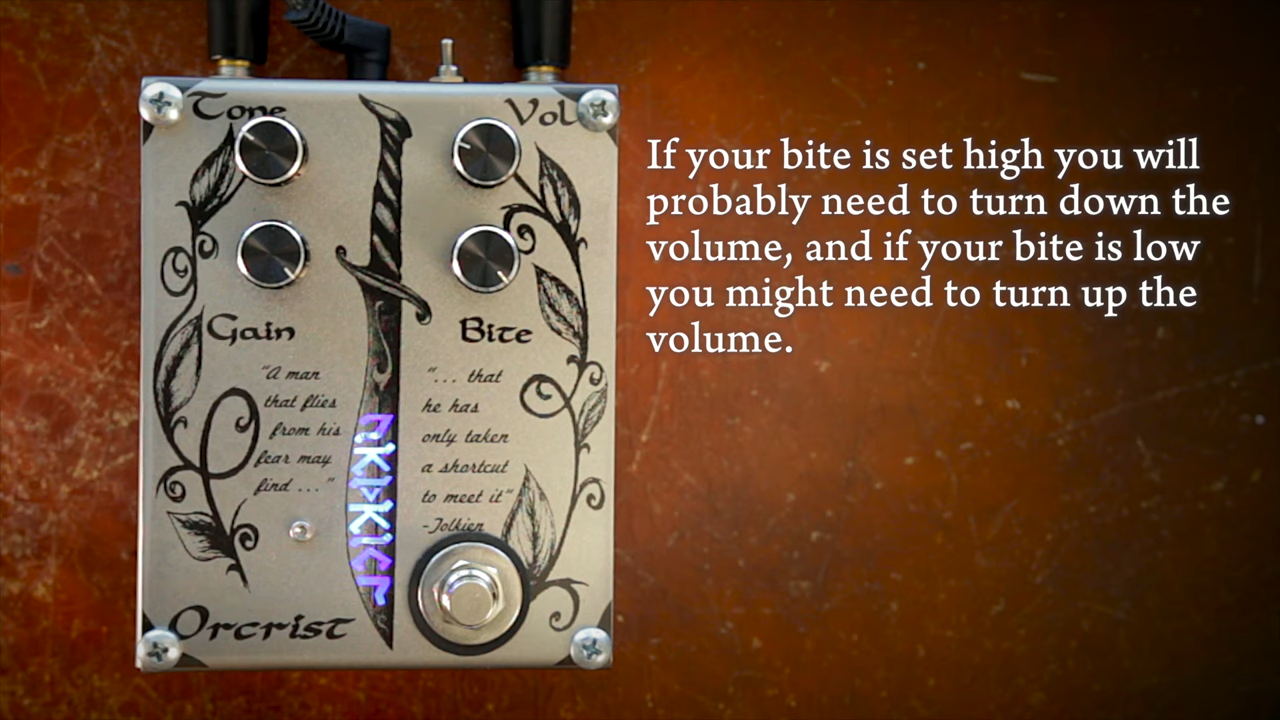 Tone
Vol
Gain
Bite
"A man
that flies
from his
fear may
find ..."
"... that
he has
only taken
a shortcut
to meet it"
-Tolkien
Orcrist
If your bite is set high you will
probably need to turn down the
volume, and if your bite is low
you might need to turn up the
volume.